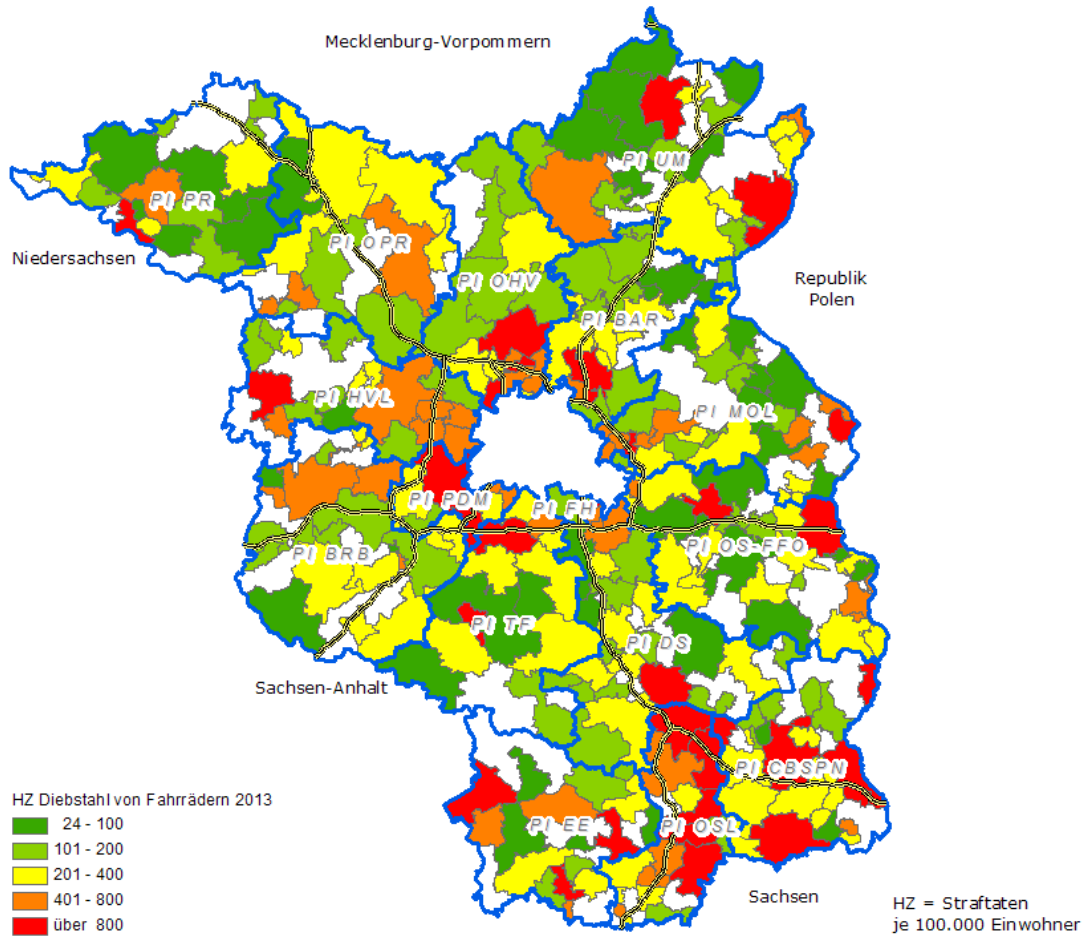 Mecklenburg-Vorpommern
PI UM
PI PR
PI OPR
Niedersachsen
PI OHV
Republik
Polen
PI BAR
PI HVL
PI MOL
PI PDM
PI FH
PI BRB
PI OS-FFO
PI TF
PI DS
Sachsen-Anhalt
PI CBSPN
HZ Diebstahl von Fahrrädern 2013
24 - 100
101 - 200
201 - 400
401 - 800
über 800
PI EE
PI OSL
Sachsen
HZ = Straftaten
je 100.000 Einwohner